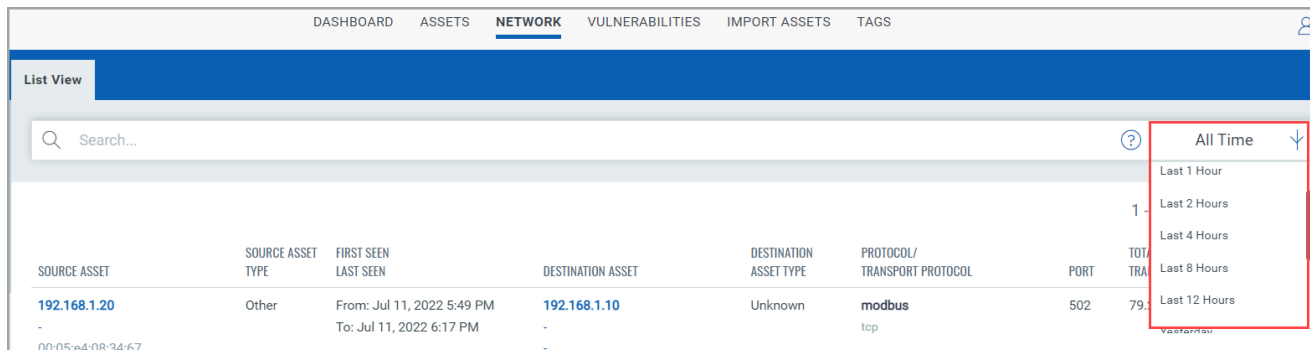 DASHBOARD ASSETS NETWORK VULNERABILITIES IMPORT ASSETS TAGS
List View
Search... ? All Time
Last 1 Hour
1 - Last 2 Hours
Last 4 Hours
SOURCE ASSET FIRST SEEN DESTINATION PROTOCOL/
SOURCE ASSET TYPE LAST SEEN DESTINATION ASSET ASSET TYPE TRANSPORT PROTOCOL PORT
Last 8 Hours
192.168.1.20 Other From: Jul 11, 2022 5:49 PM 192.168.1.10 Unknown modbus 502 79.
Last 12 Hours
- To: Jul 11, 2022 6:17 PM - tcp
Yesterday
00:05:e4:08:34:67 -